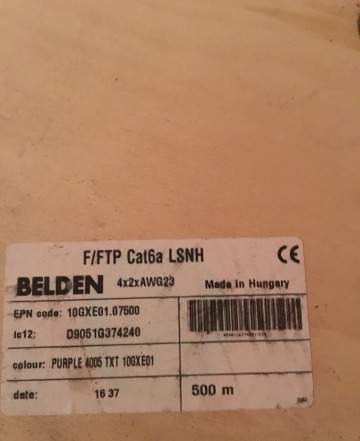 F/FTP Cat6a LSNH
CE
BELDEN 4x2xAWG23 Made in Hungary
EPN code: 10GXE01.07500
lc12: D9051G374240
colour: PURPLE 4005 TXT 10GXE01
date: 16 37
500 m